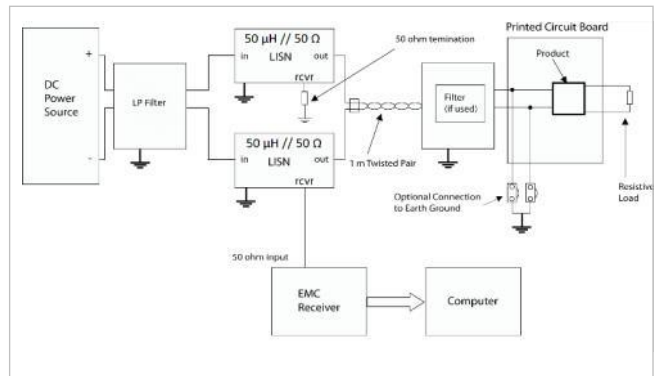 50 µH // 50 Ω
in
LISN
out
rcvr
50 ohm temination
Printed Circuit Board
Product
+
DC
Power
Source
-
LP Filter
Filter
(if used)
50 µH // 50 Ω
in
LISN
out
rcvr
1 m Twisted Pair
Optional Connection
to Earth Ground
Resistive
Load
50 ohm input
EMC
Receiver
Computer